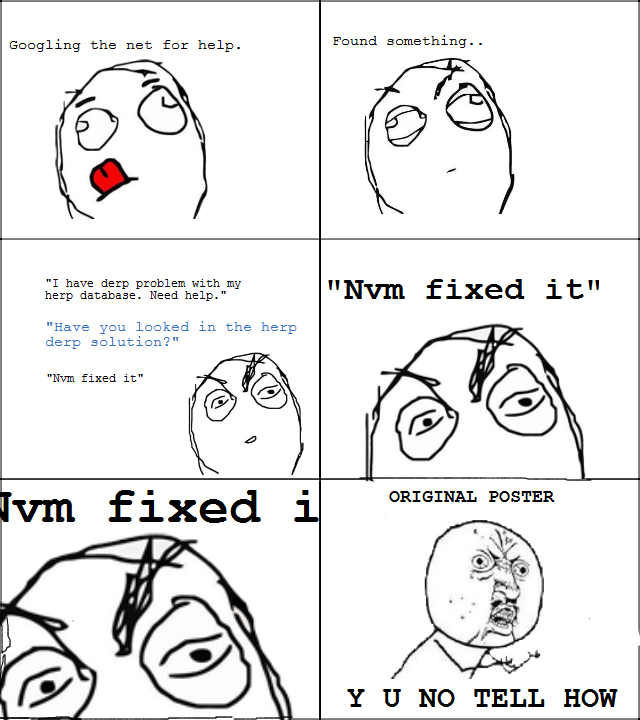 Googling the net for help.
Found something..
"I have derp problem with my
herp database. Need help."
"Have you looked in the herp
derp solution?"
"Nvm fixed it"
"Nvm fixed it"
Nvm fixed i
ORIGINAL POSTER
Y U NO TELL HOW